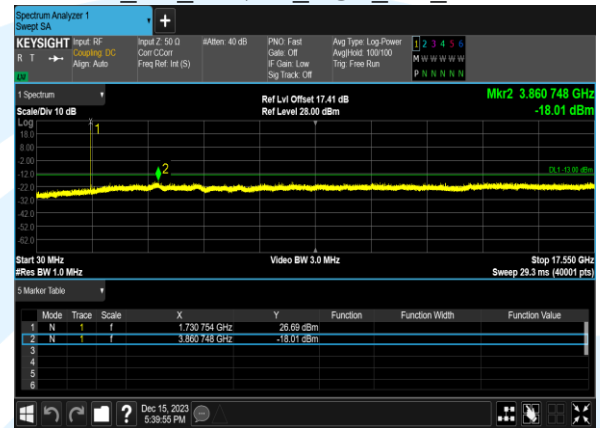 Spectrum Analyzer 1
Swept SA
+
KEYSIGHT Input: RF Input Z: 50 Ω #Atten: 40 dB PNO: Fast Avg Type: Log-Power 1 2 3 4 5 6
R T Coupling: DC Corr CCorr Gate: Off Avg|Hold: 100/100 M W W W W W
Align: Auto Freq Ref: Int (S) IF Gain: Low Trig: Free Run
Sig Track: Off P N N N N N
1 Spectrum Ref Lvl Offset 17.41 dB Mkr2 3.860 748 GHz
Scale/Div 10 dB Ref Level 28.00 dBm -18.01 dBm
Log
18.0
8.00
-2.00
-12.0
-22.0
-32.0
-42.0
-52.0
-62.0
1
2
DL1 -13.00 dBm
Start 30 MHz Video BW 3.0 MHz Stop 17.550 GHz
#Res BW 1.0 MHz Sweep 29.3 ms (40001 pts)
5 Marker Table
Mode Trace Scale X Y Function Function Width Function Value
1 N 1 f 1.730 754 GHz 26.69 dBm
2 N 1 f 3.860 748 GHz -18.01 dBm
3
4
5
6
? Dec 15, 2023
5:39:55 PM